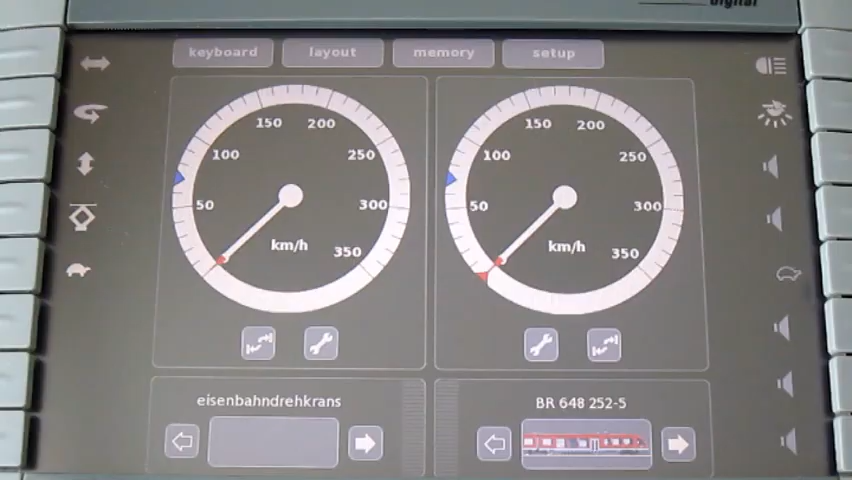 digital
keyboard layout memory setup
150 200
100 250
50 300
km/h 350
150 200
100 250
50 300
km/h 350
eisenbahndrehkrans
BR 648 252-5